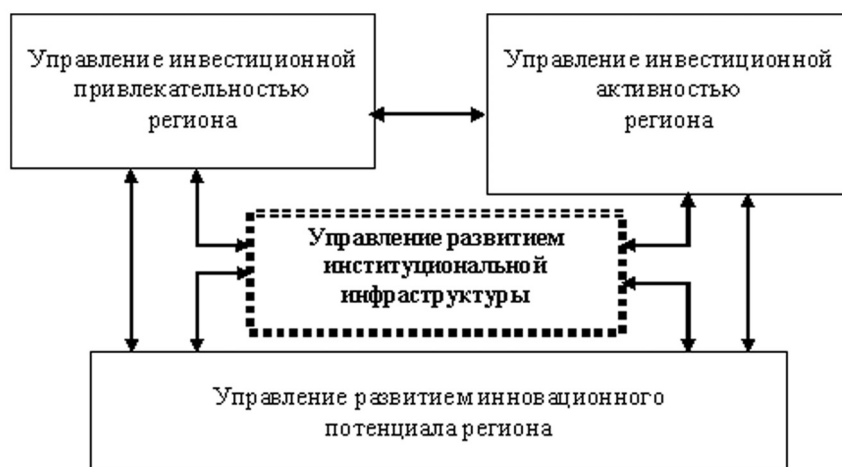 Управление инвестиционной
привлекательностью
региона
Управление инвестиционной
активностью
региона
Управление развитием
институциональной
инфраструктуры
Управление развитием инновационного
потенциала региона